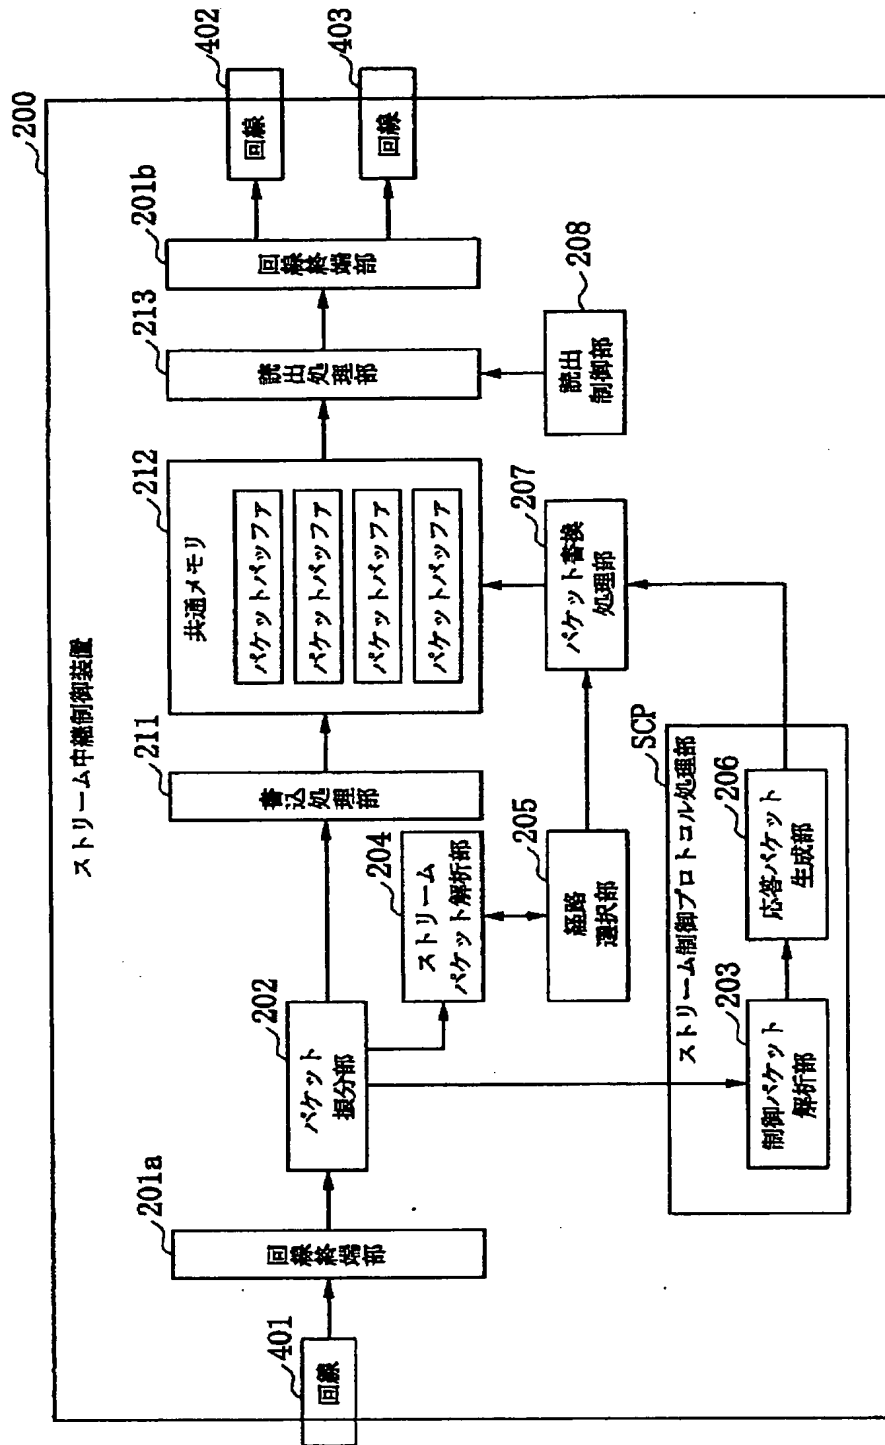 200
ストリーム中継制御装置
401
回線
201a
回線終端部
202
パケット
振分部
211
書込処理部
212
共通メモリ
パケットバッファ
パケットバッファ
パケットバッファ
パケットバッファ
213
読出処理部
201b
回線終端部
402
回線
403
回線
204
ストリーム
パケット解析部
205
経路
選択部
207
パケット書換
処理部
208
読出
制御部
SCP
ストリーム制御プロトコル処理部
203
制御パケット
解析部
206
応答パケット
生成部